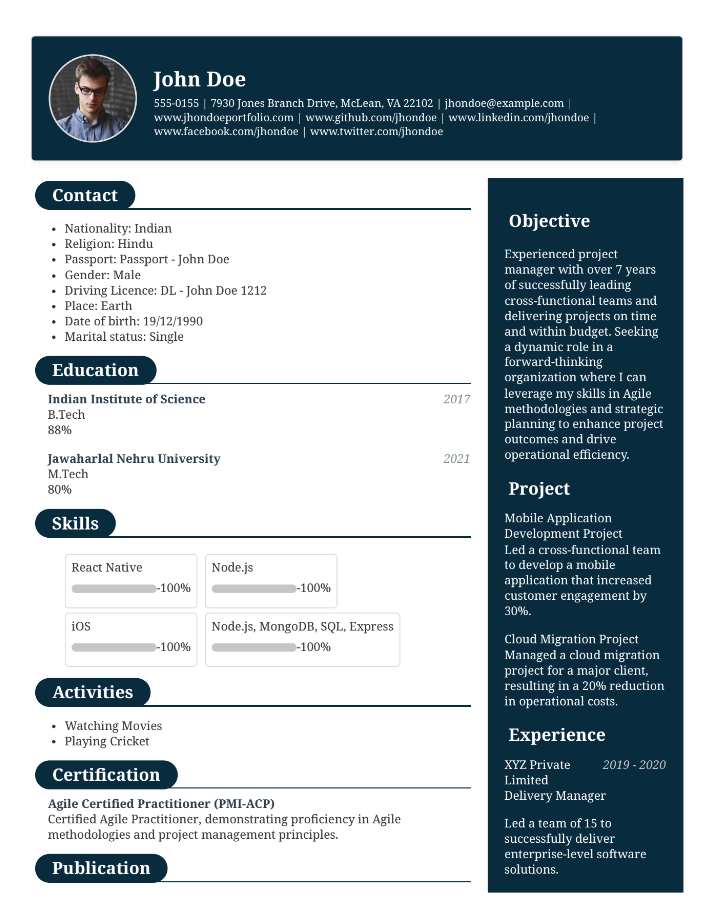 John Doe
555-0155 | 7930 Jones Branch Drive, McLean, VA 22102 | jhondoe@example.com |
www.jhondoeportfolio.com | www.github.com/jhondoe | www.linkedin.com/jhondoe |
www.facebook.com/jhondoe | www.twitter.com/jhondoe
Contact
• Nationality: Indian
• Religion: Hindu
• Passport: Passport - John Doe
• Gender: Male
• Driving Licence: DL - John Doe 1212
• Place: Earth
• Date of birth: 19/12/1990
• Marital status: Single
Education
Indian Institute of Science 2017
B.Tech
88%
Jawaharlal Nehru University 2021
M.Tech
80%
Skills
React Native
-100%
Node.js
-100%
iOS
-100%
Node.js, MongoDB, SQL, Express
-100%
Activities
• Watching Movies
• Playing Cricket
Certification
Agile Certified Practitioner (PMI-ACP)
Certified Agile Practitioner, demonstrating proficiency in Agile
methodologies and project management principles.
Publication
Objective
Experienced project
manager with over 7 years
of successfully leading
cross-functional teams and
delivering projects on time
and within budget. Seeking
a dynamic role in a
forward-thinking
organization where I can
leverage my skills in Agile
methodologies and strategic
planning to enhance project
outcomes and drive
operational efficiency.
Project
Mobile Application
Development Project
Led a cross-functional team
to develop a mobile
application that increased
customer engagement by
30%.
Cloud Migration Project
Managed a cloud migration
project for a major client,
resulting in a 20% reduction
in operational costs.
Experience
XYZ Private 2019 - 2020
Limited
Delivery Manager
Led a team of 15 to
successfully deliver
enterprise-level software
solutions.